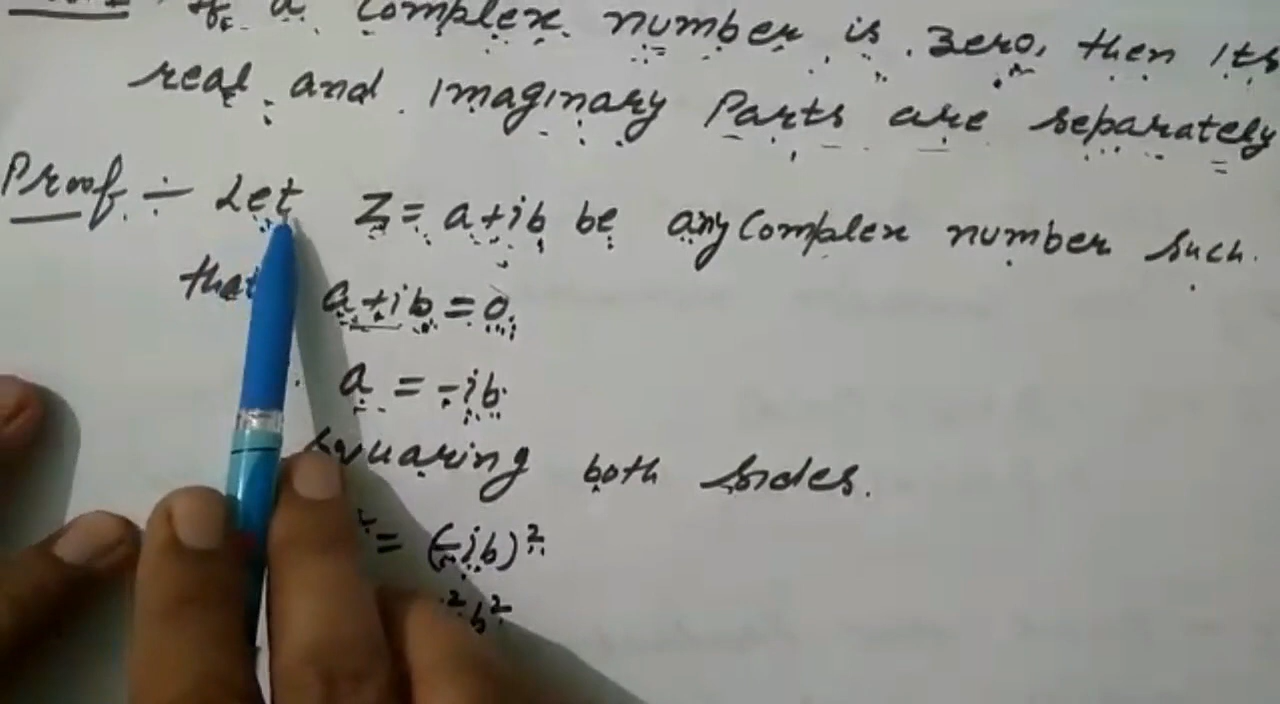 If a complex number is zero, then its
real and imaginary Parts are separately
Proof :- Let Z = a+ib be any complex number such
that a+ib = 0
a = -ib
Squaring both sides.
= (-ib)²
²b²